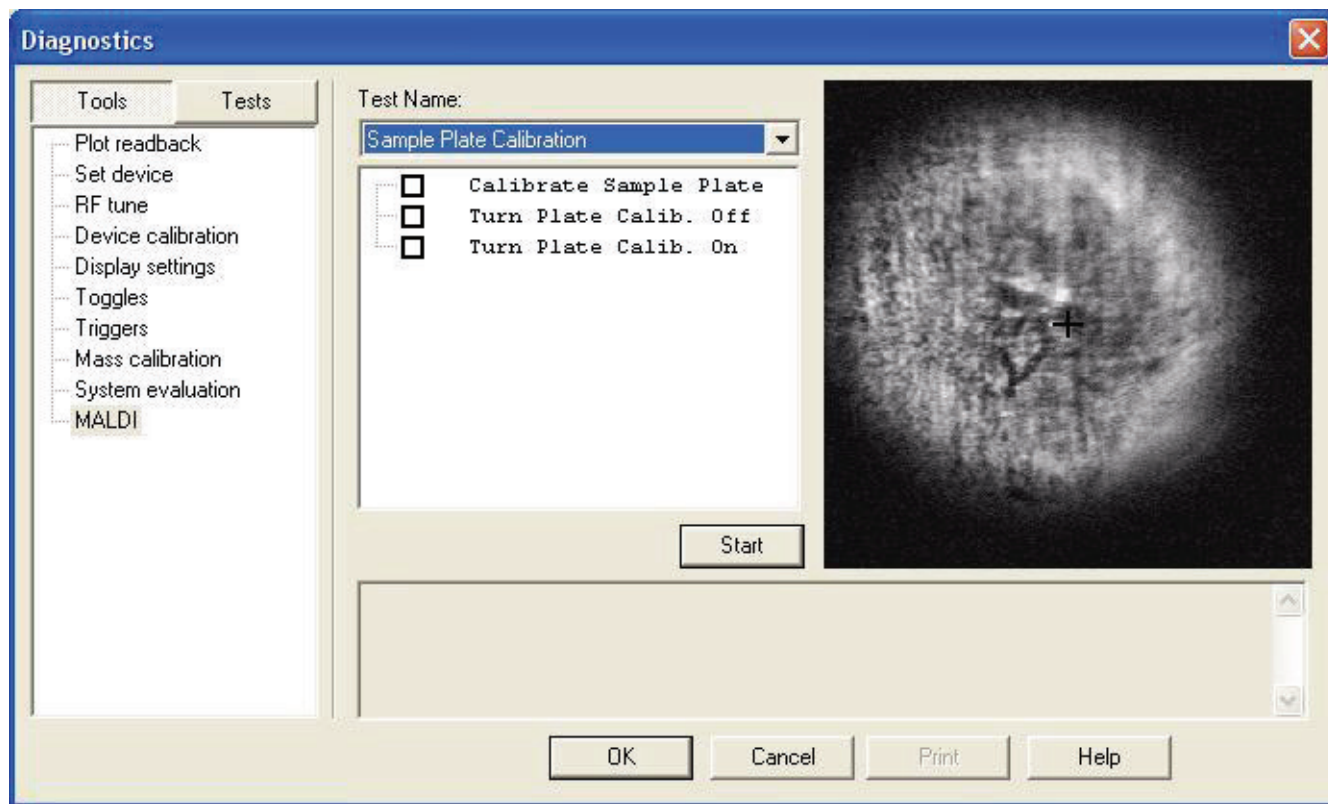 Diagnostics
Tools Tests
Plot readback
Set device
RF tune
Device calibration
Display settings
Toggles
Triggers
Mass calibration
System evaluation
MALDI
Test Name:
Sample Plate Calibration
Calibrate Sample Plate
Turn Plate Calib. Off
Turn Plate Calib. On
Start
OK Cancel Print Help